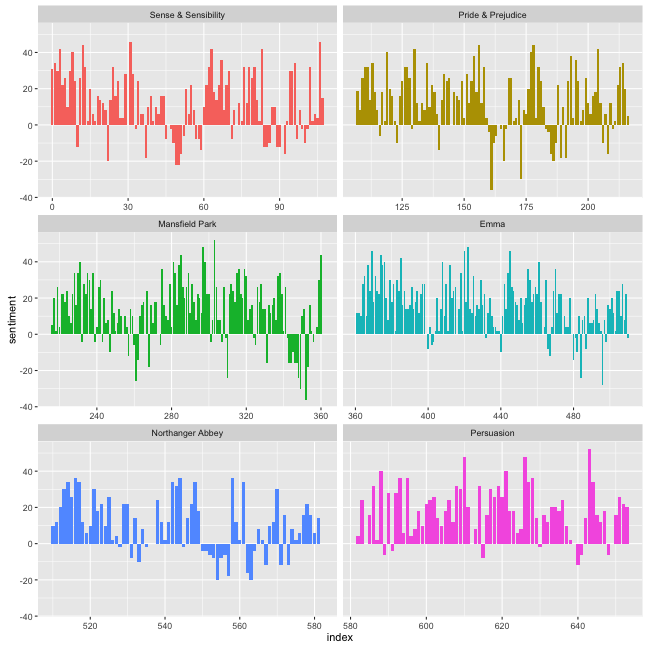 Sense & Sensibility
Pride & Prejudice
40
20
0
-20
-40
0 30 60 90
125 150 175 200
Mansfield Park
Emma
40
20
0
-20
-40
240 280 320 360
360 400 440 480
Northanger Abbey
Persuasion
40
20
0
-20
-40
520 540 560 580
580 600 620 640
sentiment
index